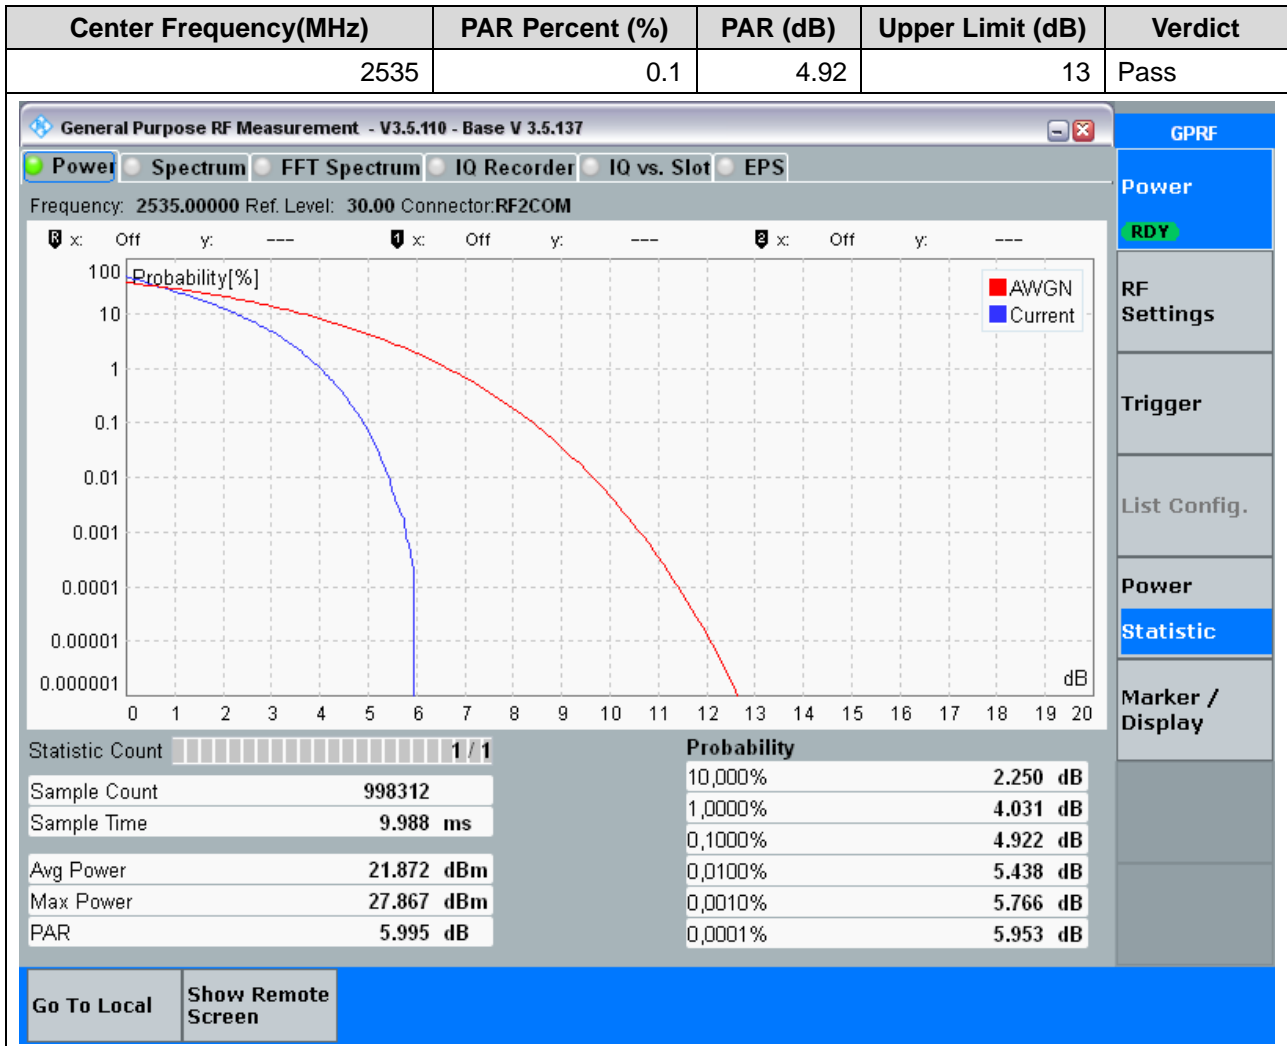 Center Frequency(MHz) PAR Percent (%) PAR (dB) Upper Limit (dB) Verdict
2535 0.1 4.92 13 Pass
General Purpose RF Measurement - V3.5.110 - Base V 3.5.137
GPRF
Power Spectrum FFT Spectrum IQ Recorder IQ vs. Slot EPS
Power
RDY
Frequency: 2535.00000 Ref. Level: 30.00 Connector:RF2COM
R x: Off y: --- 1 x: Off y: --- 2 x: Off y: ---
Probability[%]
AWGN
Current
100
10
1
0.1
0.01
0.001
0.0001
0.00001
0.000001
dB
0 1 2 3 4 5 6 7 8 9 10 11 12 13 14 15 16 17 18 19 20
RF
Settings
Trigger
List Config.
Power
Statistic
Marker /
Display
Statistic Count 1 / 1
Sample Count 998312
Sample Time 9.988 ms
Avg Power 21.872 dBm
Max Power 27.867 dBm
PAR 5.995 dB
Probability
10,000% 2.250 dB
1,0000% 4.031 dB
0,1000% 4.922 dB
0,0100% 5.438 dB
0,0010% 5.766 dB
0,0001% 5.953 dB
Go To Local
Show Remote
Screen